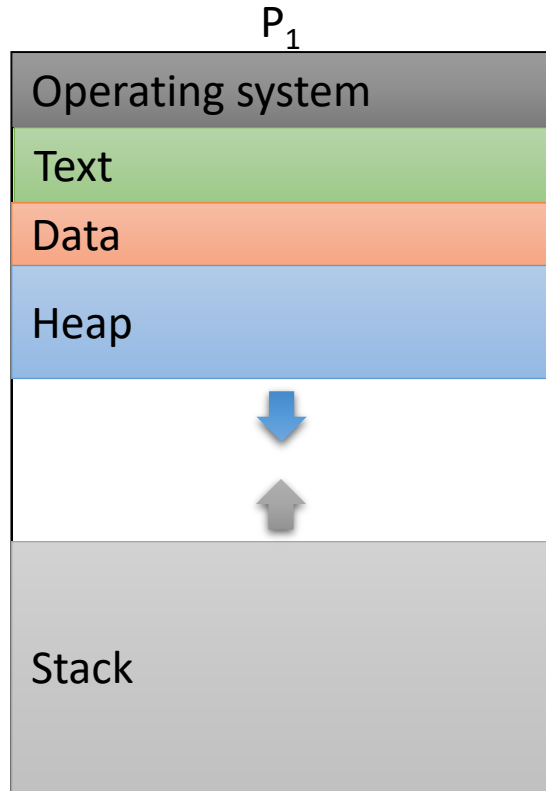 P₁
Operating system
Text
Data
Heap
Stack